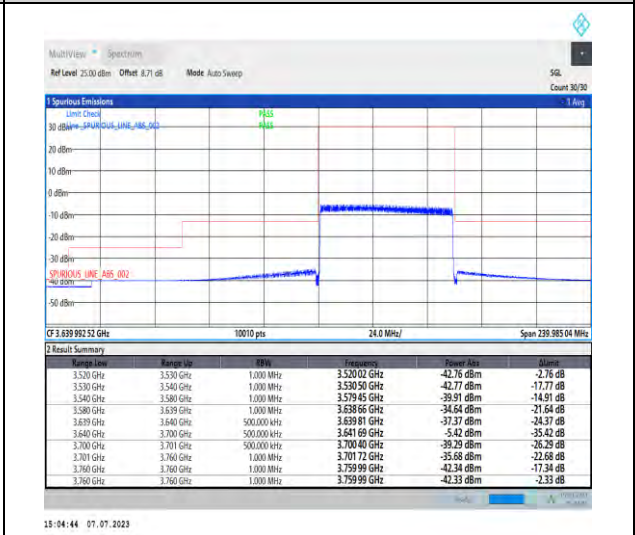 MultiView Spectrum
Ref Level 25.00 dBm Offset 8.71 dB Mode Auto Sweep SGL
Count 30/30
1 Spurious Emissions 1 Avg
Limit Check PASS
30 dBm Line _SPURIOUS_LINE_ABS_002 PASS
20 dBm
10 dBm
0 dBm
-10 dBm
-20 dBm
-30 dBm
SPURIOUS_LINE_ABS_002
-40 dBm
-50 dBm
CF 3.639 992 52 GHz 10010 pts 24.0 MHz/ Span 239.985 04 MHz
2 Result Summary
Range Low Range Up RBW Frequency Power Abs ΔLimit
3.520 GHz 3.530 GHz 1.000 MHz 3.520 02 GHz -42.76 dBm -2.76 dB
3.530 GHz 3.540 GHz 1.000 MHz 3.530 50 GHz -42.77 dBm -17.77 dB
3.540 GHz 3.580 GHz 1.000 MHz 3.579 45 GHz -39.91 dBm -14.91 dB
3.580 GHz 3.639 GHz 1.000 MHz 3.638 66 GHz -34.64 dBm -21.64 dB
3.639 GHz 3.640 GHz 500.000 kHz 3.639 81 GHz -37.37 dBm -24.37 dB
3.640 GHz 3.700 GHz 500.000 kHz 3.641 69 GHz -5.42 dBm -35.42 dB
3.700 GHz 3.701 GHz 500.000 kHz 3.700 40 GHz -39.29 dBm -26.29 dB
3.701 GHz 3.760 GHz 1.000 MHz 3.701 72 GHz -35.68 dBm -22.68 dB
3.760 GHz 3.760 GHz 1.000 MHz 3.759 99 GHz -42.34 dBm -17.34 dB
3.760 GHz 3.760 GHz 1.000 MHz 3.759 99 GHz -42.33 dBm -2.33 dB
15:04:44 07.07.2023